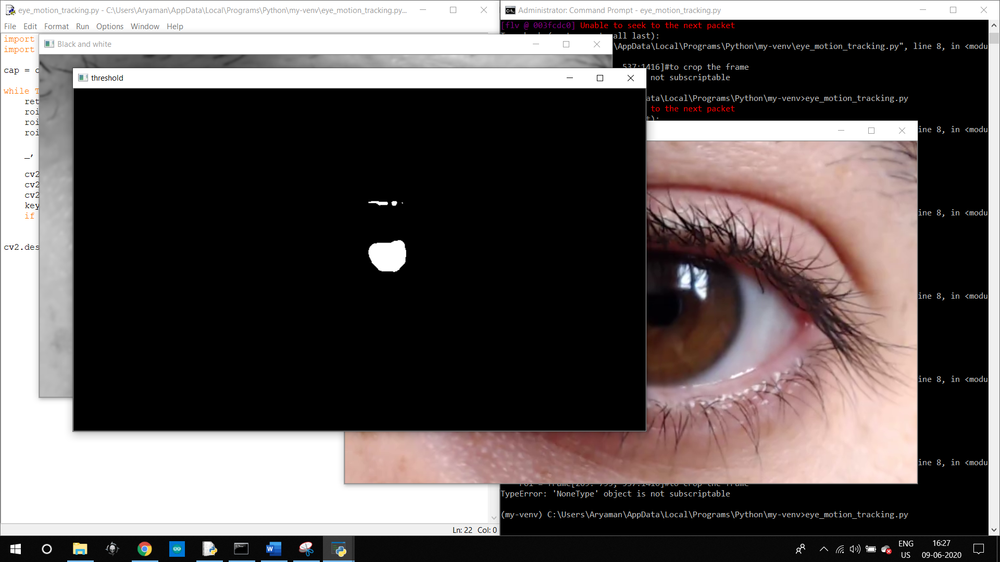 eye_motion_tracking.py - C:\Users\Aryaman\AppData\Local\Programs\Python\my-venv\eye_motion_tracking.py...
File Edit Format Run Options Window Help
import
import
cap = c
while T
ret
roi
roi
roi
_,
cv2
cv2
cv2
key
if
cv2.des
Ln: 22 Col: 0
Black and white
threshold
Administrator: Command Prompt - eye_motion_tracking.py
[flv @ 003fcdc0] Unable to seek to the next packet
all last):
\AppData\Local\Programs\Python\my-venv\eye_motion_tracking.py", line 8, in <modu
537:1416]#to crop the frame
not subscriptable
ata\Local\Programs\Python\my-venv>eye_motion_tracking.py
to the next packet
t):
ine 8, in <modu
ine 8, in <modu
ine 8, in <modu
ine 8, in <modu
ine 8, in <modu
TypeError: 'NoneType' object is not subscriptable
(my-venv) C:\Users\Aryaman\AppData\Local\Programs\Python\my-venv>eye_motion_tracking.py
ENG
US
16:27
09-06-2020